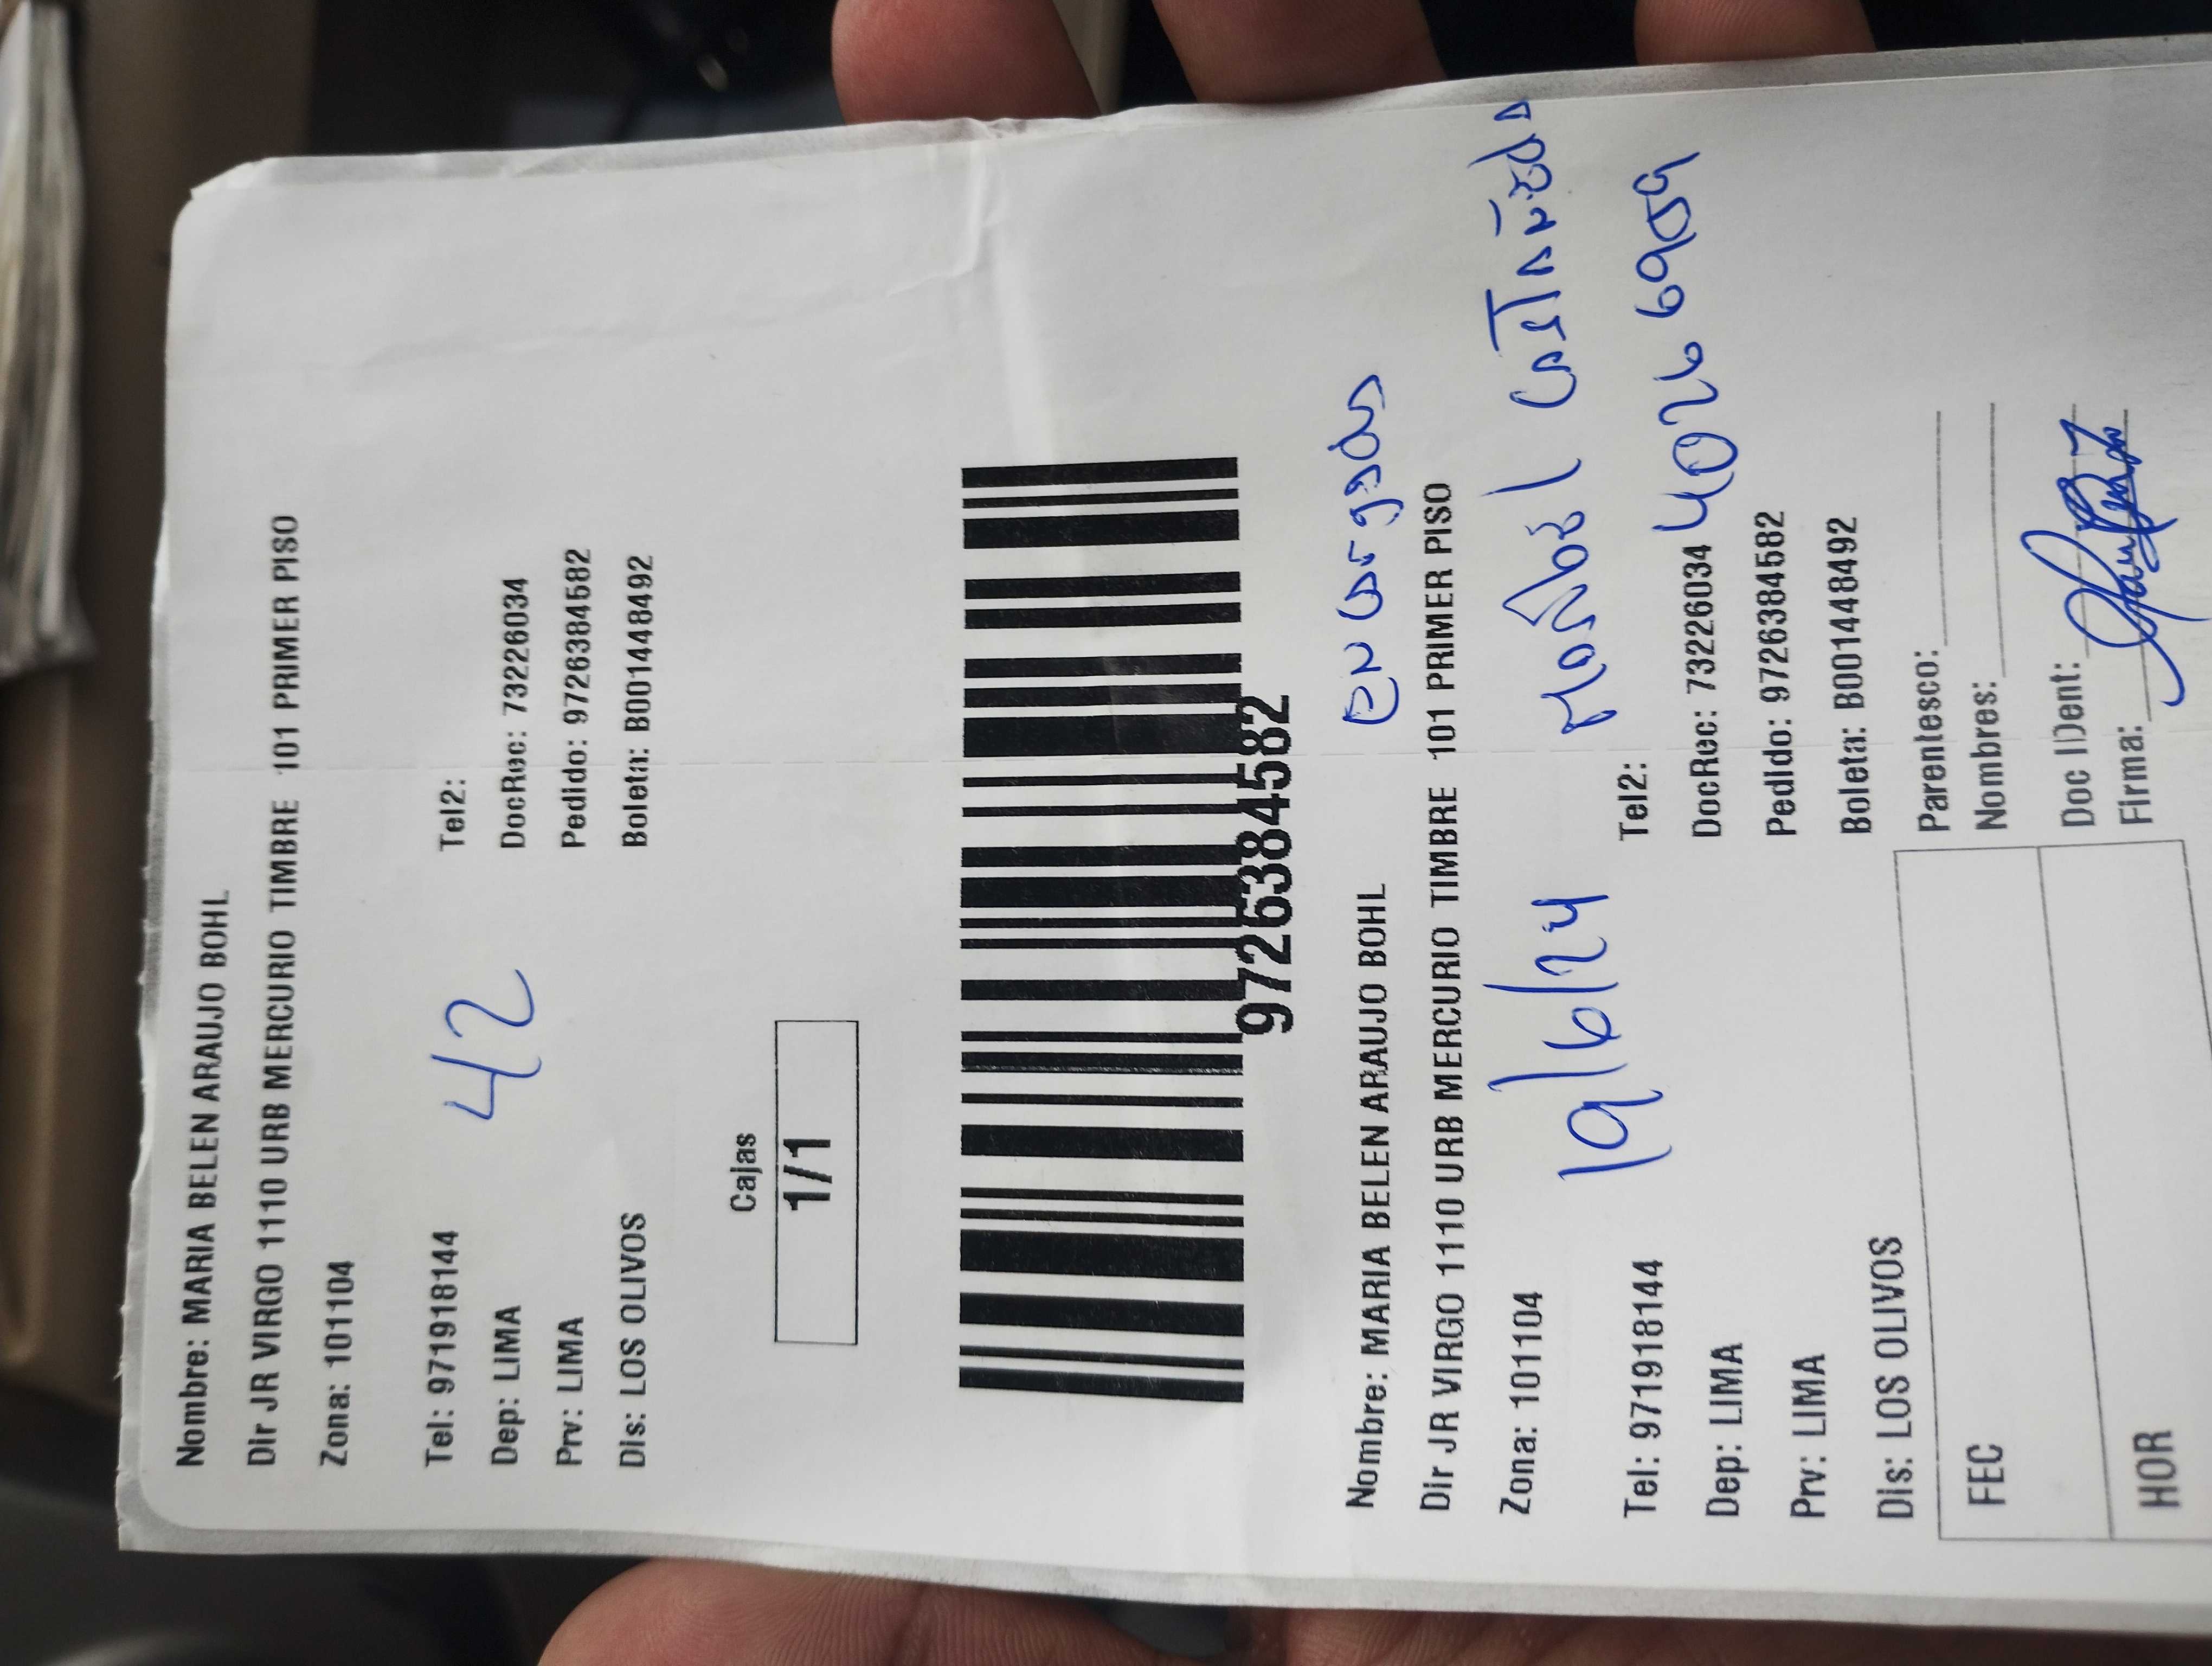 Nombre: MARIA BELEN ARAUJO BOHL
Dir JR VIRGO 1110 URB MERCURIO TIMBRE 101 PRIMER PISO
Zona: 101104
Tel: 971918144
Tel2:
42
Dep: LIMA
DocRec: 73226034
Prv: LIMA
Pedido: 9726384582
Dis: LOS OLIVOS
Boleta: B001448492
Cajas
1/1
9726384582
encargado
Nombre: MARIA BELEN ARAUJO BOHL
Dir JR VIRGO 1110 URB MERCURIO TIMBRE 101 PRIMER PISO
Zona: 101104
19/6/24
Tel: 971918144
Tel2:
Dep: LIMA
DocRec: 73226034
Prv: LIMA
Pedido: 9726384582
Dis: LOS OLIVOS
Boleta: B001448492
FEC
Parentesco:
Nombres:
HOR
Doc IDent:
Firma: